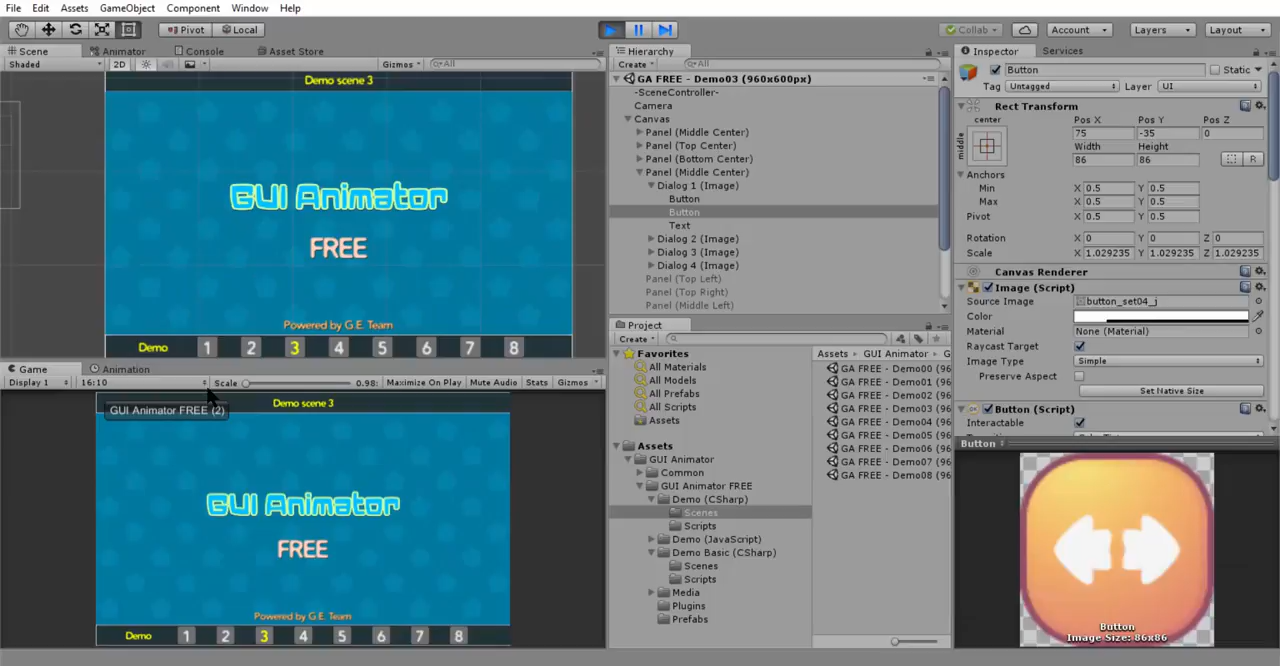 File Edit Assets GameObject Component Window Help
Pivot Local Collab Account Layers Layout
Scene Animator Console Asset Store
Shaded 2D Gizmos All
Demo scene 3
GUI Animator
FREE
Powered by G.E. Team
Demo 1 2 3 4 5 6 7 8
Game Animation
Display 1 16:10 Scale 0.98: Maximize On Play Mute Audio Stats Gizmos
GUI Animator FREE (2)
Demo scene 3
GUI Animator
FREE
Powered by G.E. Team
Demo 1 2 3 4 5 6 7 8
Hierarchy
Create All
GA FREE - Demo03 (960x600px)
-SceneController-
Camera
Canvas
Panel (Middle Center)
Panel (Top Center)
Panel (Bottom Center)
Panel (Middle Center)
Dialog 1 (Image)
Button
Button
Text
Dialog 2 (Image)
Dialog 3 (Image)
Dialog 4 (Image)
Panel (Top Left)
Panel (Top Right)
Panel (Middle Left)
Project
Create
Favorites
All Materials
All Models
All Prefabs
All Scripts
Assets
Assets
GUI Animator
Common
GUI Animator FREE
Demo (CSharp)
Scenes
Scripts
Demo (JavaScript)
Demo Basic (CSharp)
Scenes
Scripts
Media
Plugins
Prefabs
Assets GUI Animator G
GA FREE - Demo00 (96
GA FREE - Demo01 (96
GA FREE - Demo02 (96
GA FREE - Demo03 (96
GA FREE - Demo04 (96
GA FREE - Demo05 (96
GA FREE - Demo06 (96
GA FREE - Demo07 (96
GA FREE - Demo08 (96
Inspector Services
Button Static
Tag Untagged Layer UI
Rect Transform
center Pos X Pos Y Pos Z
middle 75 -35 0
Width Height
86 86 R
Anchors
Min X 0.5 Y 0.5
Max X 0.5 Y 0.5
Pivot X 0.5 Y 0.5
Rotation X 0 Y 0 Z 0
Scale X 1.029235 Y 1.029235 Z 1.029235
Canvas Renderer
Image (Script)
Source Image button_set04_j
Color
Material None (Material)
Raycast Target
Image Type Simple
Preserve Aspect
Set Native Size
Button (Script)
Interactable
Button
Button
Image Size: 86x86